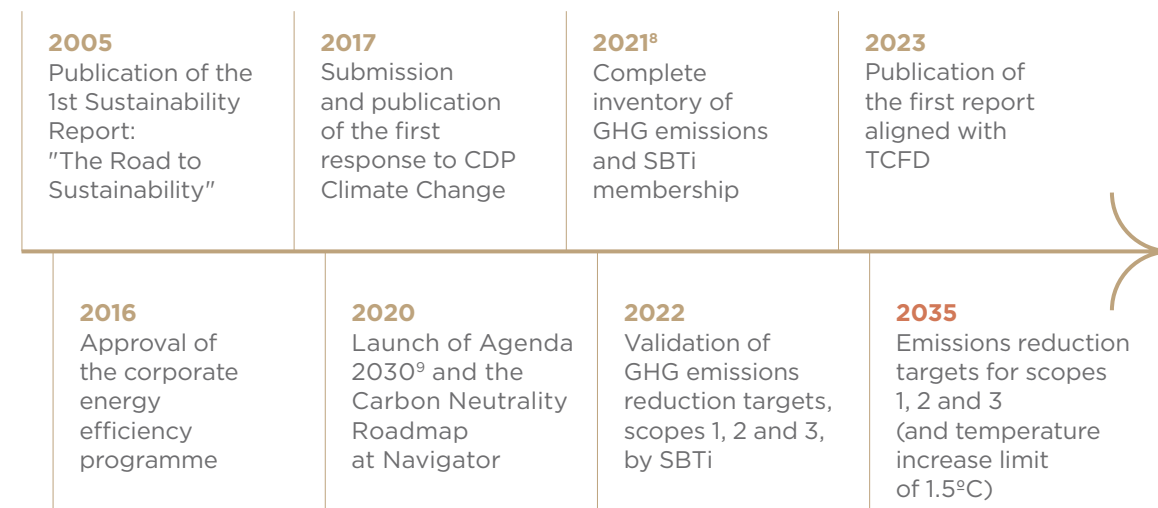 2005
Publication of the
1st Sustainability
Report:
"The Road to
Sustainability"
2017
Submission
and publication
of the first
response to CDP
Climate Change
2021⁸
Complete
inventory of
GHG emissions
and SBTi
membership
2023
Publication of
the first report
aligned with
TCFD
2016
Approval of
the corporate
energy
efficiency
programme
2020
Launch of Agenda
2030⁹ and the
Carbon Neutrality
Roadmap
at Navigator
2022
Validation of
GHG emissions
reduction targets,
scopes 1, 2 and 3,
by SBTi
2035
Emissions reduction
targets for scopes
1, 2 and 3
(and temperature
increase limit
of 1.5ºC)